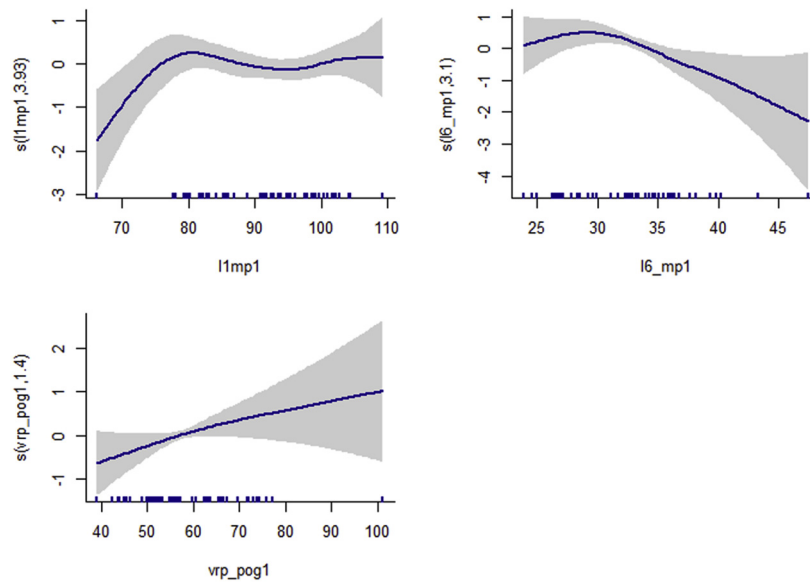 s(l1mp1,3.93)
1
0
-1
-2
-3
70 80 90 100 110
l1mp1
s(l6_mp1,3.1)
1
0
-1
-2
-3
-4
25 30 35 40 45
l6_mp1
s(vrp_pog1,1.4)
2
1
0
-1
40 50 60 70 80 90 100
vrp_pog1